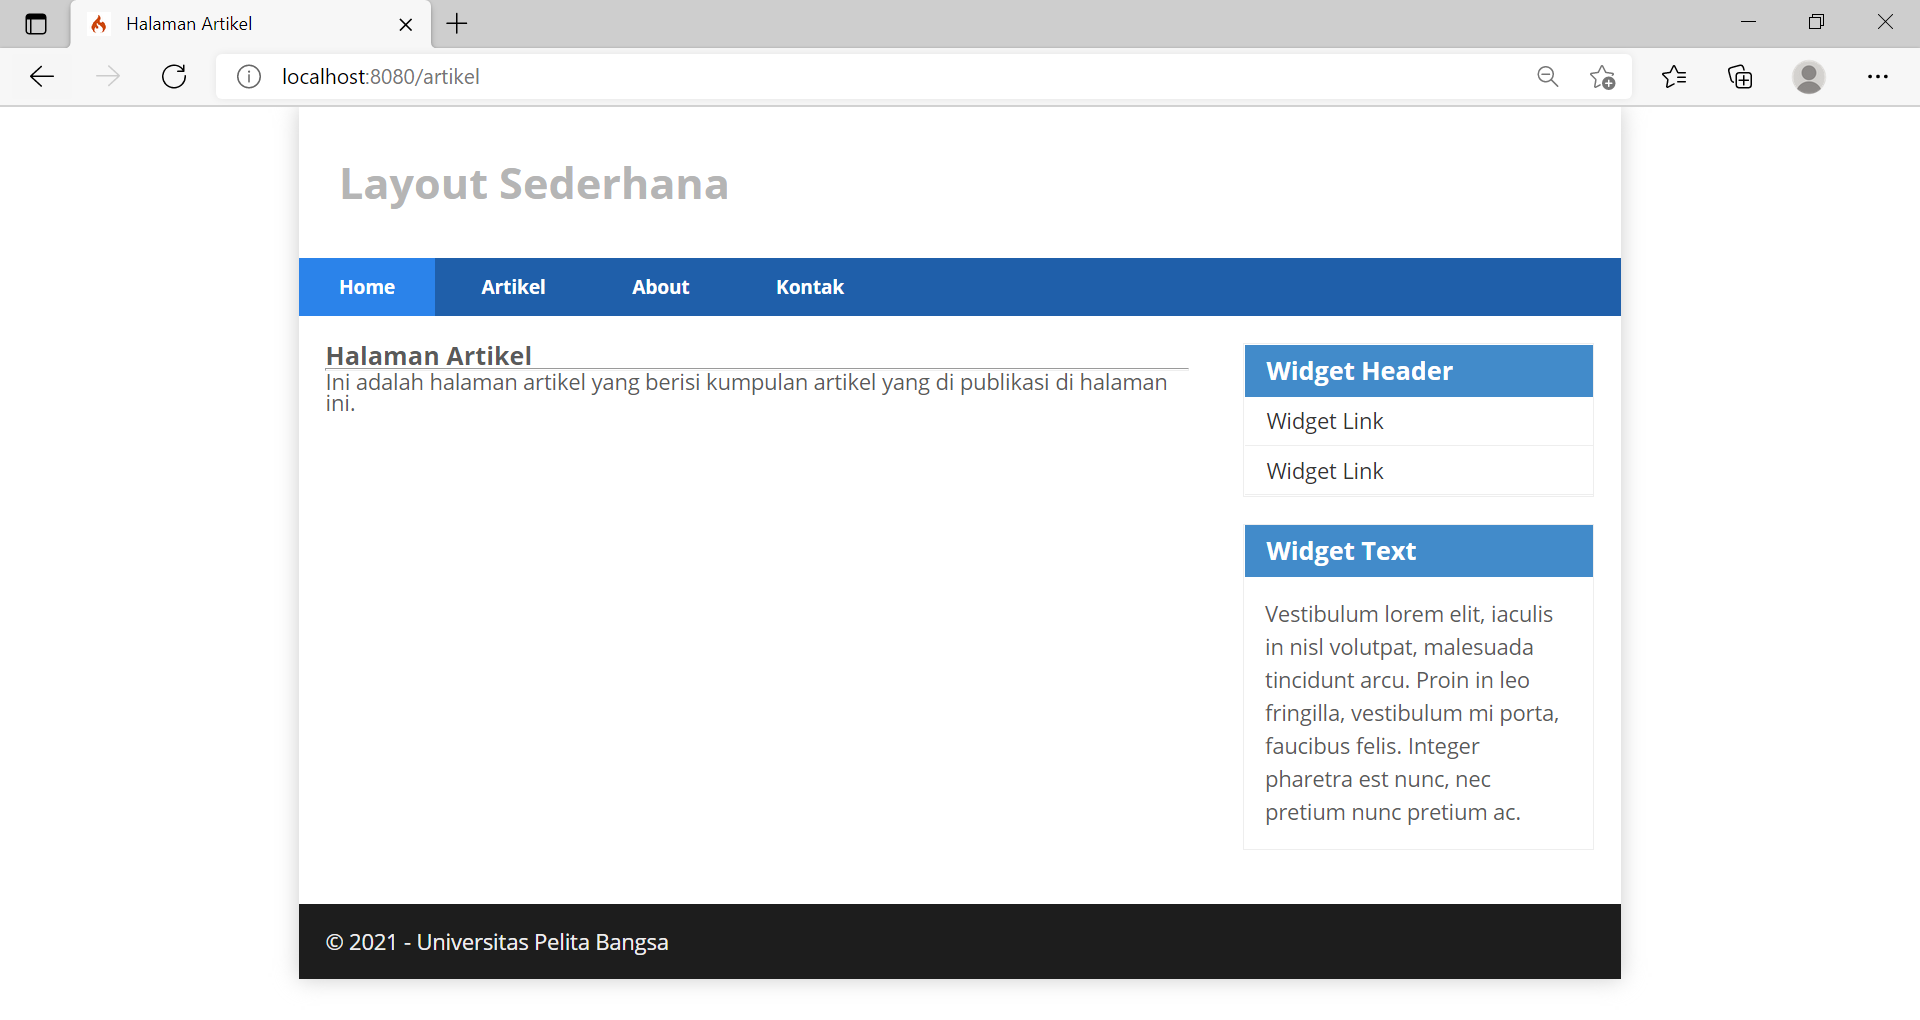 Halaman Artikel
localhost:8080/artikel
Layout Sederhana
Home Artikel About Kontak
Halaman Artikel
Ini adalah halaman artikel yang berisi kumpulan artikel yang di publikasi di halaman
ini.
Widget Header
Widget Link
Widget Link
Widget Text
Vestibulum lorem elit, iaculis
in nisl volutpat, malesuada
tincidunt arcu. Proin in leo
fringilla, vestibulum mi porta,
faucibus felis. Integer
pharetra est nunc, nec
pretium nunc pretium ac.
© 2021 - Universitas Pelita Bangsa